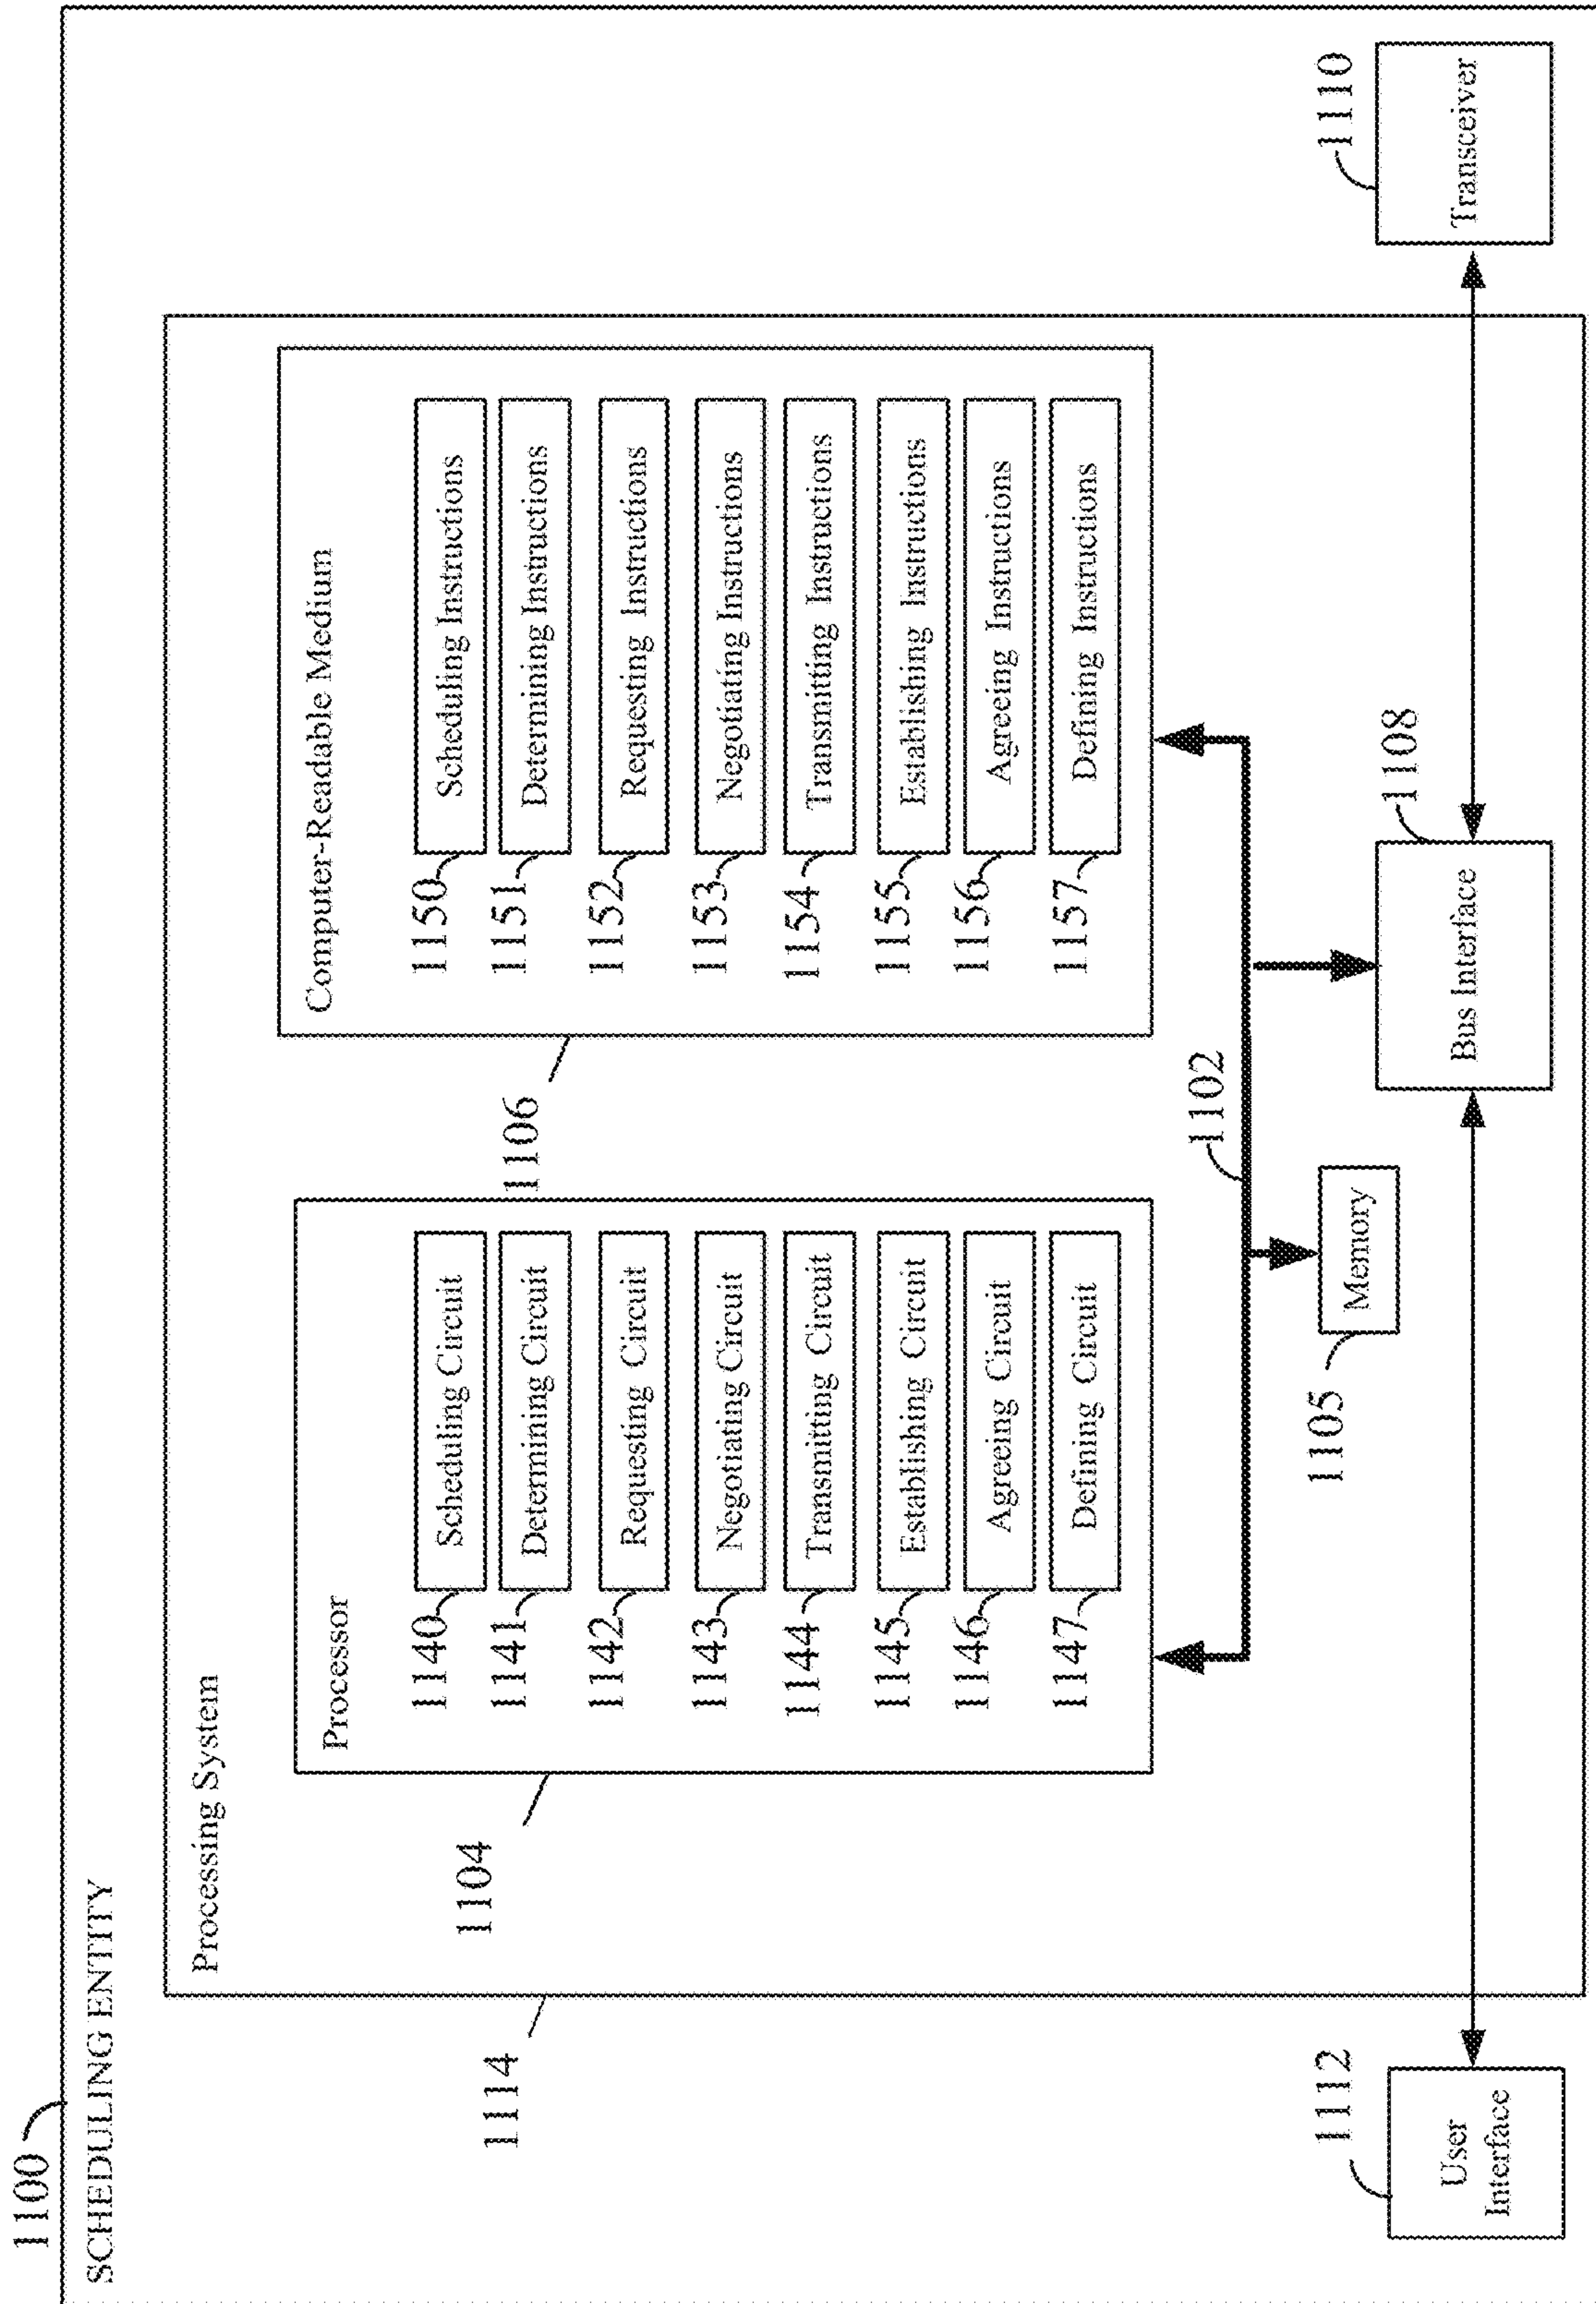 1100
SCHEDULING ENTITY
1114
Processing System
1104
Processor
1140
Scheduling Circuit
1141
Determining Circuit
1142
Requesting Circuit
1143
Negotiating Circuit
1144
Transmitting Circuit
1145
Establishing Circuit
1146
Agreeing Circuit
1147
Defining Circuit
1106
Computer-Readable Medium
1150
Scheduling Instructions
1151
Determining Instructions
1152
Requesting Instructions
1153
Negotiating Instructions
1154
Transmitting Instructions
1155
Establishing Instructions
1156
Agreeing Instructions
1157
Defining Instructions
1102
1105
Memory
1108
Bus Interface
1112
User
Interface
1110
Transceiver